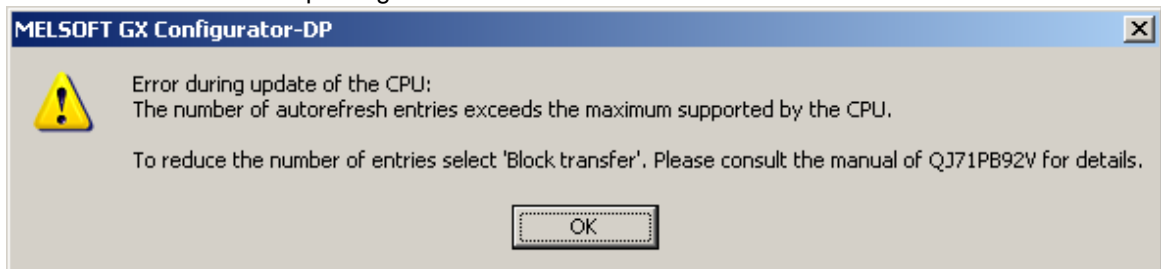 MELSOFT GX Configurator-DP
Error during update of the CPU:
The number of autorefresh entries exceeds the maximum supported by the CPU.
To reduce the number of entries select 'Block transfer'. Please consult the manual of QJ71PB92V for details.
OK